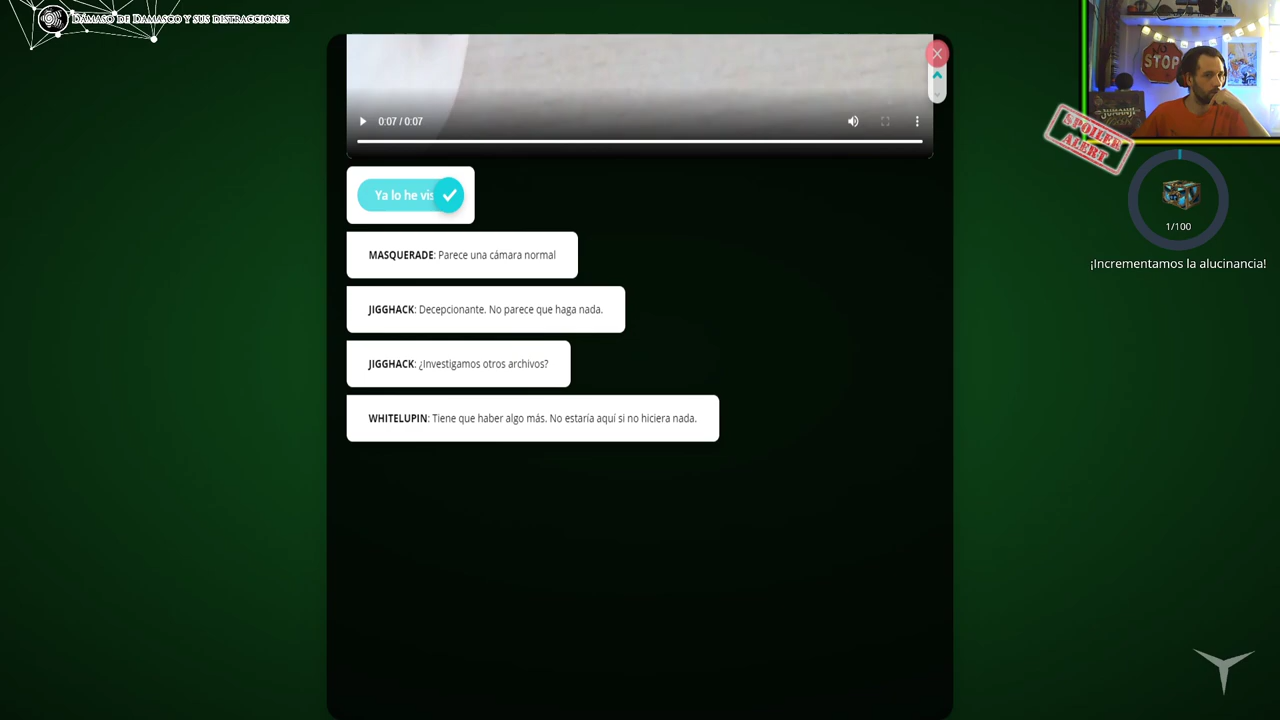 Dámaso de Damasco y sus distracciones
STOP
JUMANJI
SPOILER
ALERT
0:07 / 0:07
1/100
¡Incrementamos la alucinancia!
Ya lo he vis
MASQUERADE: Parece una cámara normal
JIGGHACK: Decepcionante. No parece que haga nada.
JIGGHACK: ¿Investigamos otros archivos?
WHITELUPIN: Tiene que haber algo más. No estaría aquí si no hiciera nada.